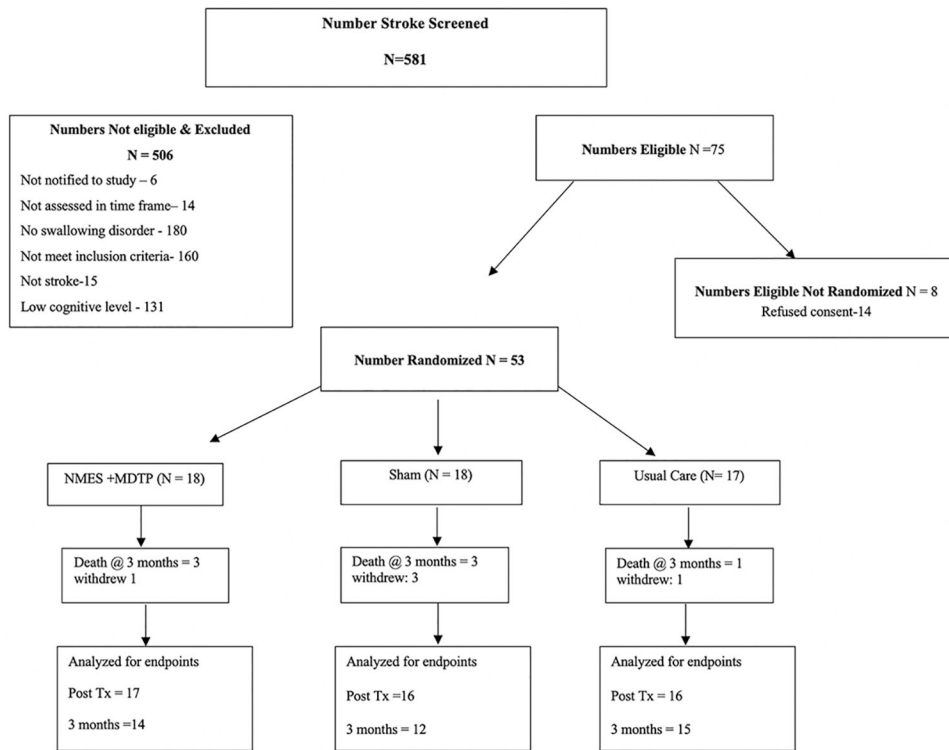 Number Stroke Screened
N=581
Numbers Not eligible & Excluded
N = 506
Not notified to study – 6
Not assessed in time frame– 14
No swallowing disorder - 180
Not meet inclusion criteria- 160
Not stroke-15
Low cognitive level - 131
Numbers Eligible N =75
Numbers Eligible Not Randomized N = 8
Refused consent-14
Number Randomized N = 53
NMES +MDTP (N = 18)
Sham (N = 18)
Usual Care (N= 17)
Death @ 3 months = 3
withdrew 1
Death @ 3 months = 3
withdrew: 3
Death @ 3 months = 1
withdrew: 1
Analyzed for endpoints
Post Tx = 17
3 months =14
Analyzed for endpoints
Post Tx =16
3 months = 12
Analyzed for endpoints
Post Tx = 16
3 months = 15